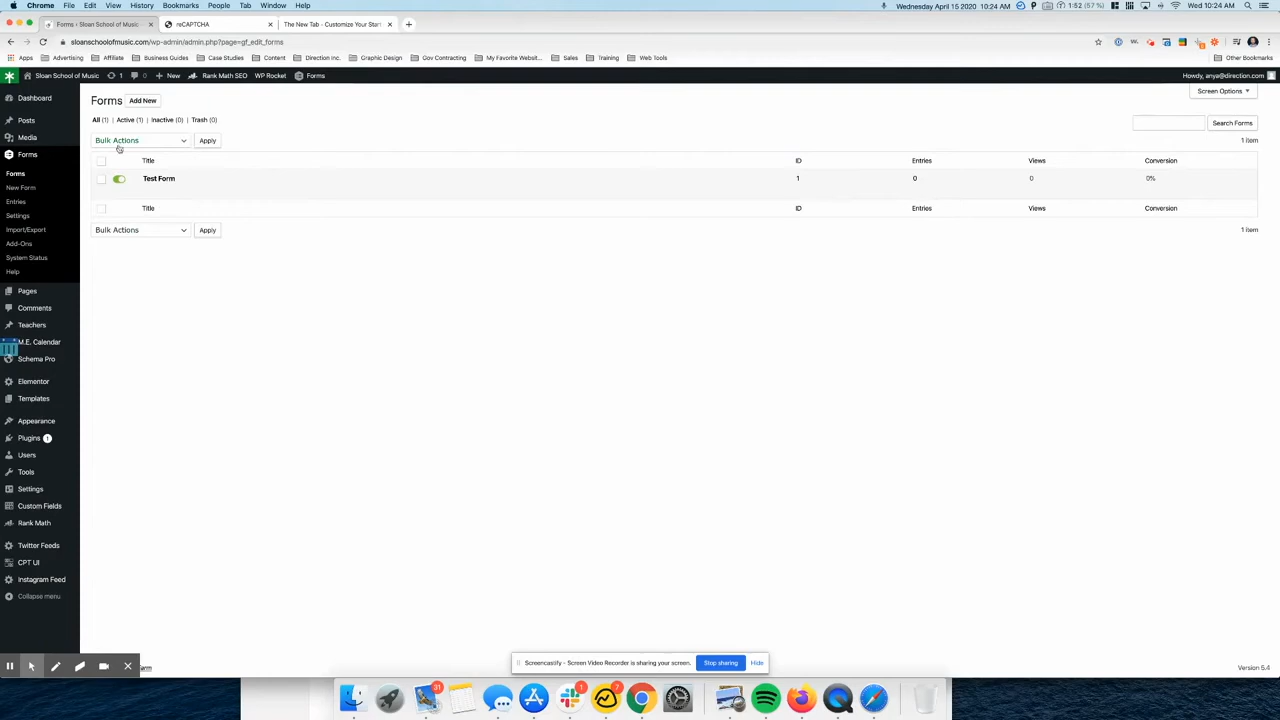 Chrome File Edit View History Bookmarks People Tab Window Help
Wednesday April 15 2020 10:24 AM 1:52 (57 %) Wed 10:24 AM
Forms ‹ Sloan School of Music — reCAPTCHA The New Tab - Customize Your Star
sloanschoolofmusic.com/wp-admin/admin.php?page=gf_edit_forms
Apps Advertising Affiliate Business Guides Case Studies Content Direction Inc. Graphic Design Gov Contracting My Favorite Websit... Sales Training Web Tools Other Bookmarks
Sloan School of Music 1 0 New Rank Math SEO WP Rocket Forms Howdy, anya@direction.com
Screen Options
Dashboard
Posts
Media
Forms
Forms
New Form
Entries
Settings
Import/Export
Add-Ons
System Status
Help
Pages
Comments
Teachers
M.E. Calendar
Schema Pro
Elementor
Templates
Appearance
Plugins 1
Users
Tools
Settings
Custom Fields
Rank Math
Twitter Feeds
CPT UI
Instagram Feed
Collapse menu
Forms Add New
All (1) | Active (1) | Inactive (0) | Trash (0)
Search Forms
Bulk Actions Apply 1 item
Title ID Entries Views Conversion
Test Form 1 0 0 0%
Title ID Entries Views Conversion
Bulk Actions Apply 1 item
Screencastify - Screen Video Recorder is sharing your screen. Stop sharing Hide
Version 5.4
31 1 7